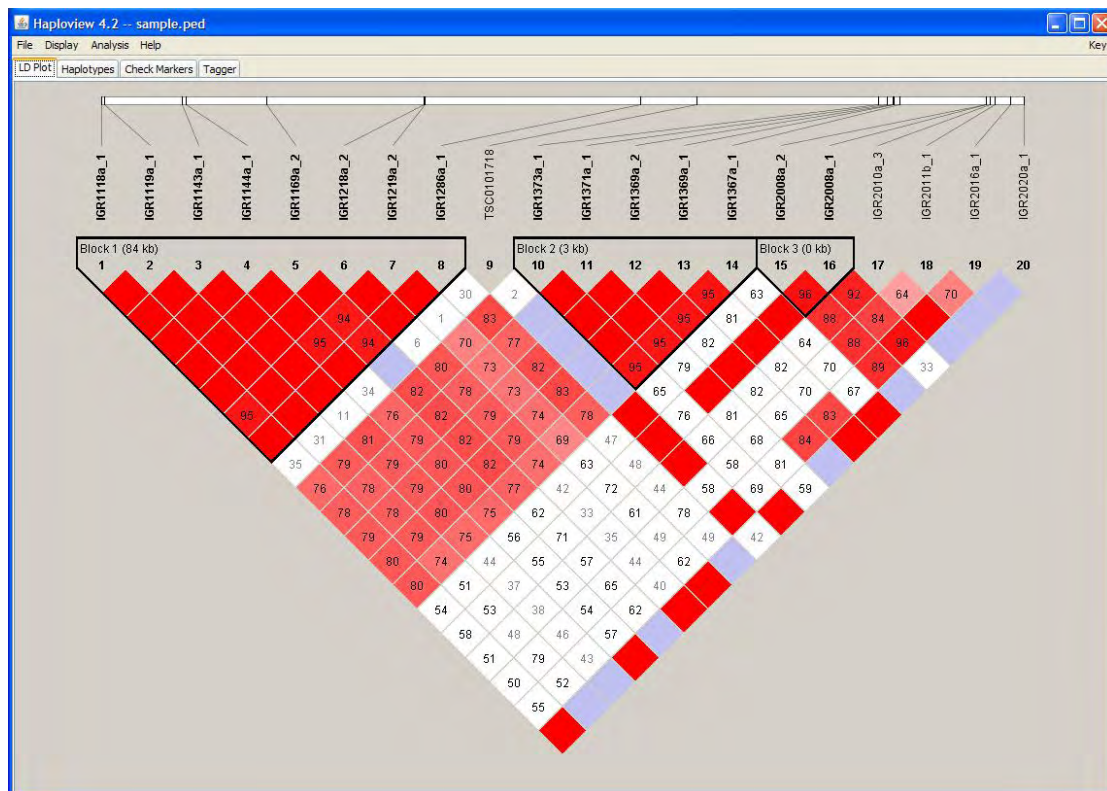 Haploview 4.2 -- sample.ped
File Display Analysis Help Key
LD Plot Haplotypes Check Markers Tagger
IGR1118a_1
IGR1119a_1
IGR1143a_1
IGR1144a_1
IGR1169a_2
IGR1218a_2
IGR1219a_2
IGR1286a_1
TSC0101718
IGR1373a_1
IGR1371a_1
IGR1369a_2
IGR1369a_1
IGR1367a_1
IGR2008a_2
IGR2008a_1
IGR2010a_3
IGR2011b_1
IGR2016a_1
IGR2020a_1
Block 1 (84 kb) Block 2 (3 kb) Block 3 (0 kb)
1 2 3 4 5 6 7 8 9 10 11 12 13 14 15 16 17 18 19 20
30 2 95 63 96 92 64 70
94 1 83 95 81 88 84
95 94 6 70 77 95 82 64 88 96
80 73 82 95 79 82 70 89 33
34 82 78 73 83 65 82 70 67
95 11 76 82 79 74 78 76 81 65 83
31 81 79 82 79 69 47 66 68 84
35 79 79 80 82 74 63 48 58 81
76 78 79 80 77 42 72 44 58 69 59
78 78 80 75 62 33 61 78
79 79 75 56 71 35 49 49 42
80 74 44 55 57 44 62
80 51 37 53 65 40
54 53 38 54 62
58 48 46 57
51 79 43
50 52
55